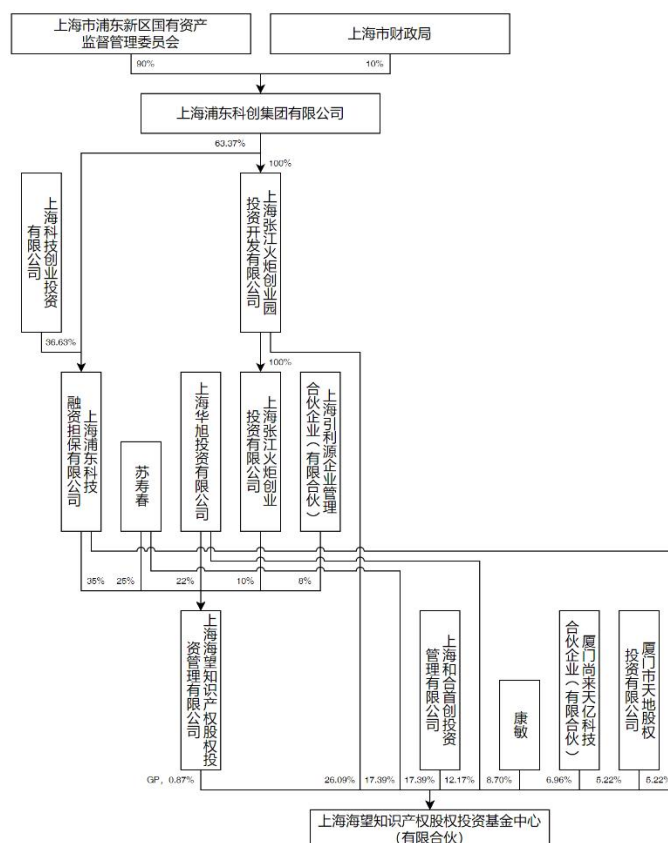 上海市浦东新区国有资产
监督管理委员会
上海市财政局
90%
10%
上海浦东科创集团有限公司
63.37%
100%
上海科技创业投资
有限公司
上海张江火炬创业园
投资开发有限公司
36.63%
100%
上海浦东科技
融资担保有限公司
苏寿春
上海华旭投资有限公司
上海张江火炬创业
投资有限公司
上海引利源企业管理
合伙企业（有限合伙）
35%
25%
22%
10%
8%
上海海望知识产权股权投
资管理有限公司
上海和合首创投资
管理有限公司
康敏
厦门尚来天亿科技
合伙企业（有限合伙）
厦门市天地股权
投资有限公司
GP，0.87%
26.09%
17.39%
17.39%
12.17%
8.70%
6.96%
5.22%
5.22%
上海海望知识产权股权投资基金中心
（有限合伙）